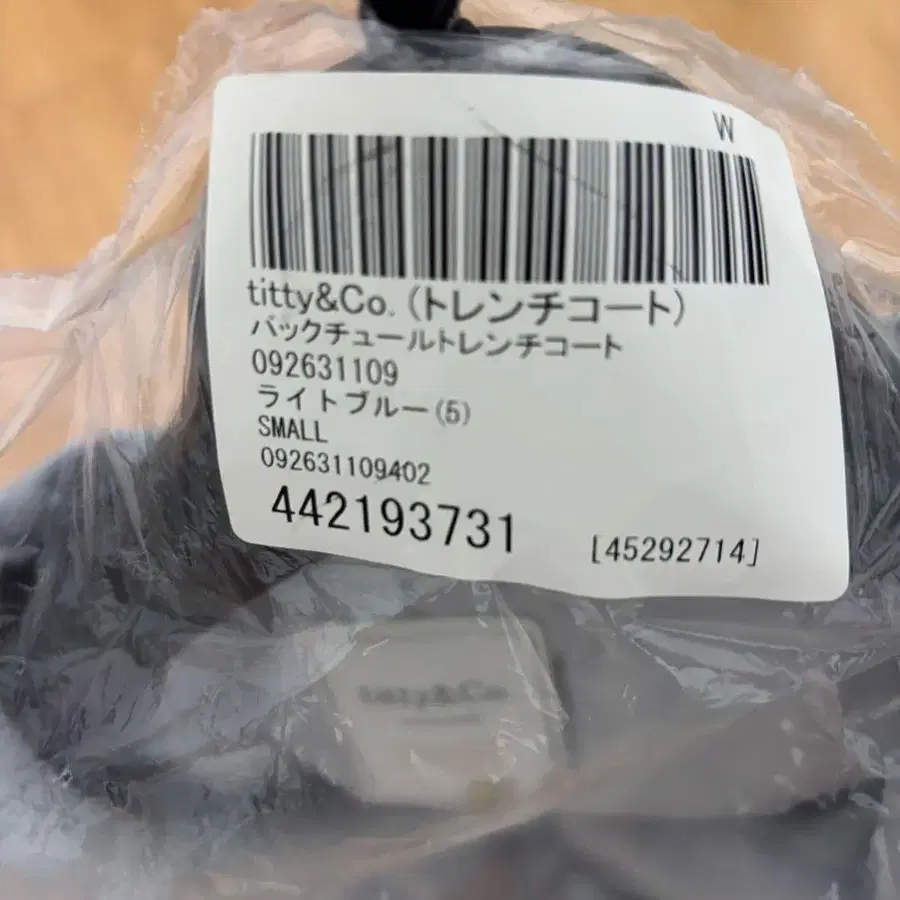 W
titty&Co.(トレンチコート)
バックチュールトレンチコート
092631109
ライトブルー(5)
SMALL
092631109402
442193731
[45292714]
titty&Co.